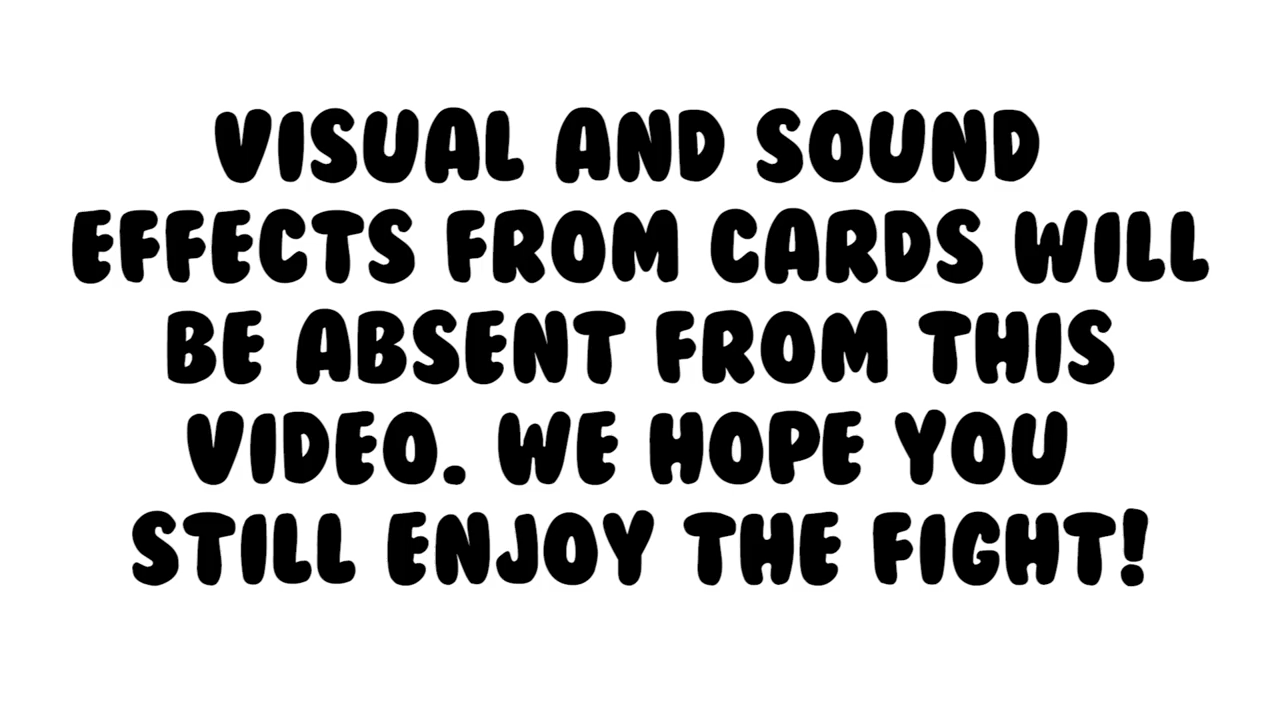 VISUAL AND SOUND
EFFECTS FROM CARDS WILL
BE ABSENT FROM THIS
VIDEO. WE HOPE YOU
STILL ENJOY THE FIGHT!